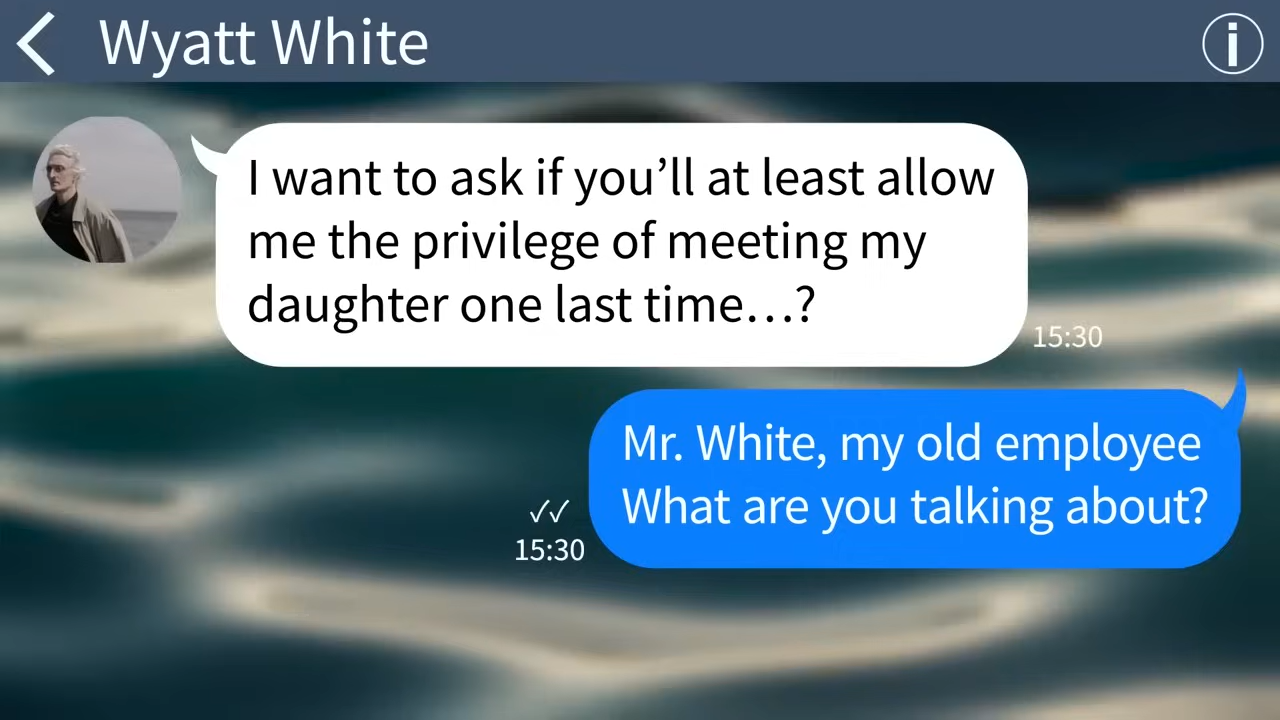 Wyatt White
I want to ask if you’ll at least allow
me the privilege of meeting my
daughter one last time…?
15:30
Mr. White, my old employee
What are you talking about?
✓✓
15:30